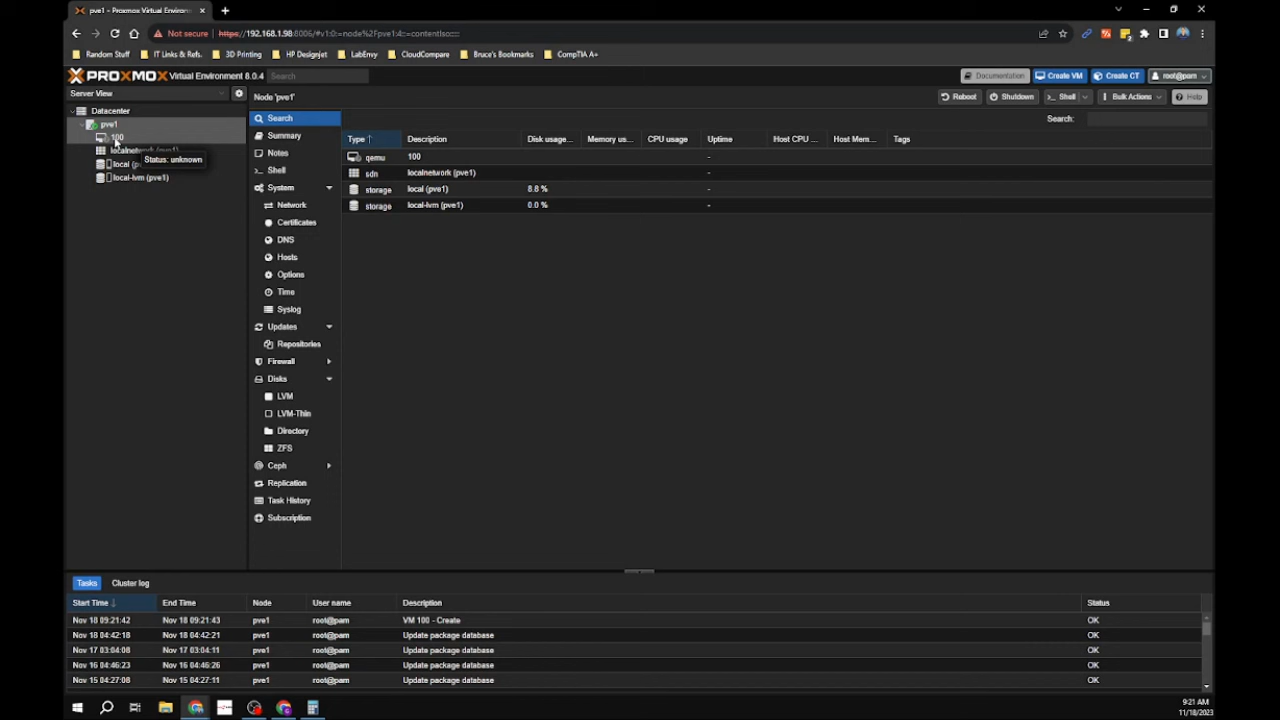 pve1 - Proxmox Virtual Environ
Not secure https://192.168.1.98:8006/#v1:0:=node%2Fpve1:4:=contentIso:::::
Random Stuff IT Links & Refs. 3D Printing HP Designjet LabEnvy CloudCompare Bruce's Bookmarks CompTIA A+
PROXMOX Virtual Environment 8.0.4 Search Documentation Create VM Create CT root@pam
Server View Node 'pve1' Reboot Shutdown Shell Bulk Actions Help
Datacenter
pve1
100
localnetwork (pve1)
Status: unknown
local (p
local-lvm (pve1)
Search
Summary
Notes
Shell
System
Network
Certificates
DNS
Hosts
Options
Time
Syslog
Updates
Repositories
Firewall
Disks
LVM
LVM-Thin
Directory
ZFS
Ceph
Replication
Task History
Subscription
Search:
Type Description Disk usage... Memory us... CPU usage Uptime Host CPU ... Host Mem... Tags
qemu 100 -
sdn localnetwork (pve1) -
storage local (pve1) 8.8 % -
storage local-lvm (pve1) 0.0 % -
Tasks Cluster log
Start Time End Time Node User name Description Status
Nov 18 09:21:42 Nov 18 09:21:43 pve1 root@pam VM 100 - Create OK
Nov 18 04:42:18 Nov 18 04:42:21 pve1 root@pam Update package database OK
Nov 17 03:04:08 Nov 17 03:04:11 pve1 root@pam Update package database OK
Nov 16 04:46:23 Nov 16 04:46:26 pve1 root@pam Update package database OK
Nov 15 04:27:08 Nov 15 04:27:11 pve1 root@pam Update package database OK
9:21 AM
11/18/2023